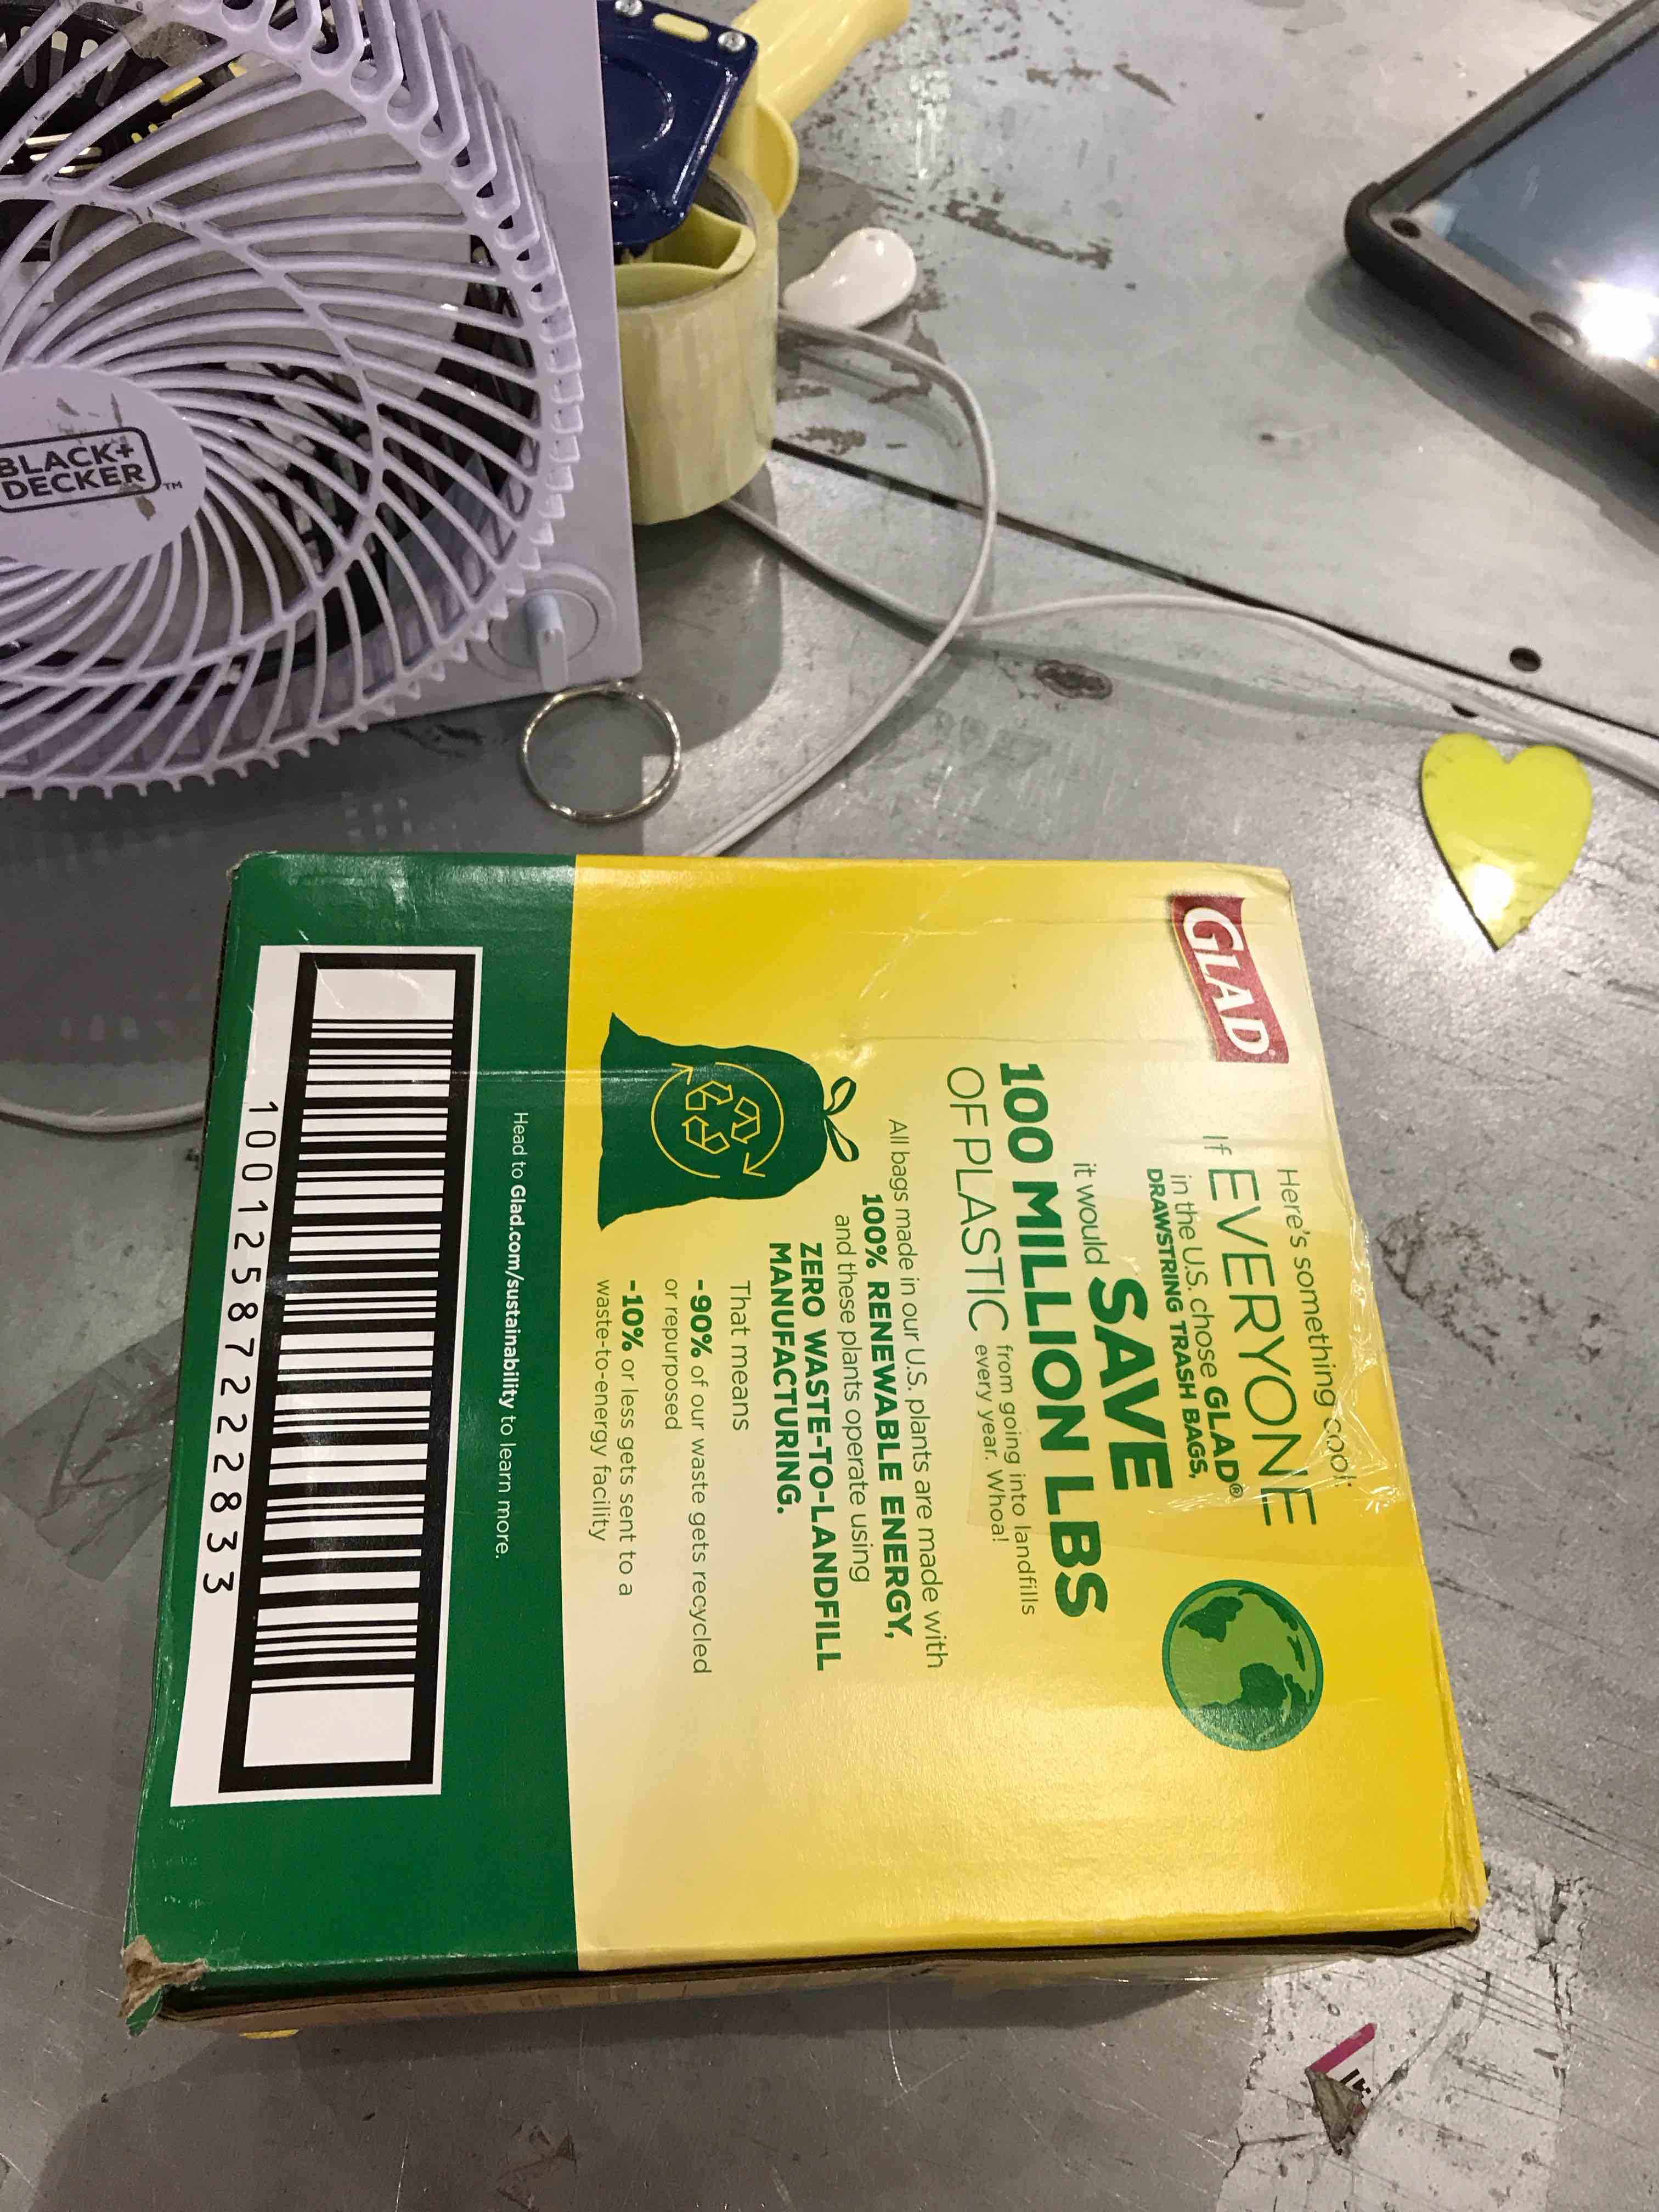 BLACK+
DECKER™
GLAD®
Here's something cool:
If EVERYONE
in the U.S. chose GLAD®
DRAWSTRING TRASH BAGS,
it would SAVE
100 MILLION LBS
OF PLASTIC from going into landfills
every year. Whoa!
All bags made in our U.S. plants are made with
100% RENEWABLE ENERGY,
and these plants operate using
ZERO WASTE-TO-LANDFILL
MANUFACTURING.
That means
-90% of our waste gets recycled
or repurposed
-10% or less gets sent to a
waste-to-energy facility
Head to Glad.com/sustainability to learn more.
10012587222833